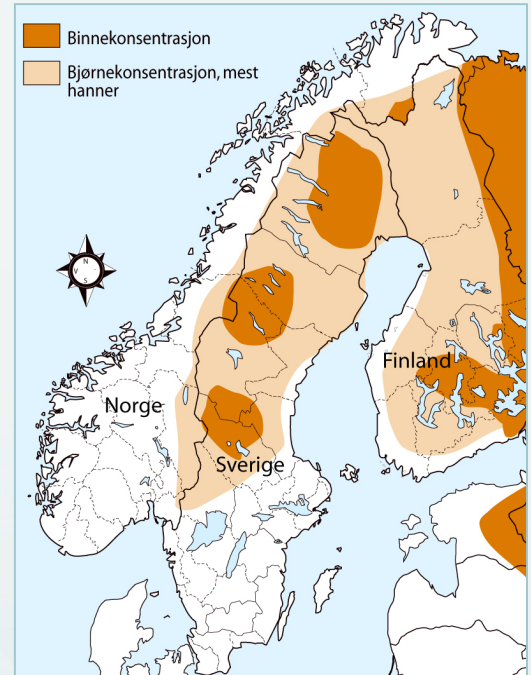 Binnekonsentrasjon
Bjørnekonsentrasjon, mest
hanner
N
V
S
Finland
Norge
Sverige